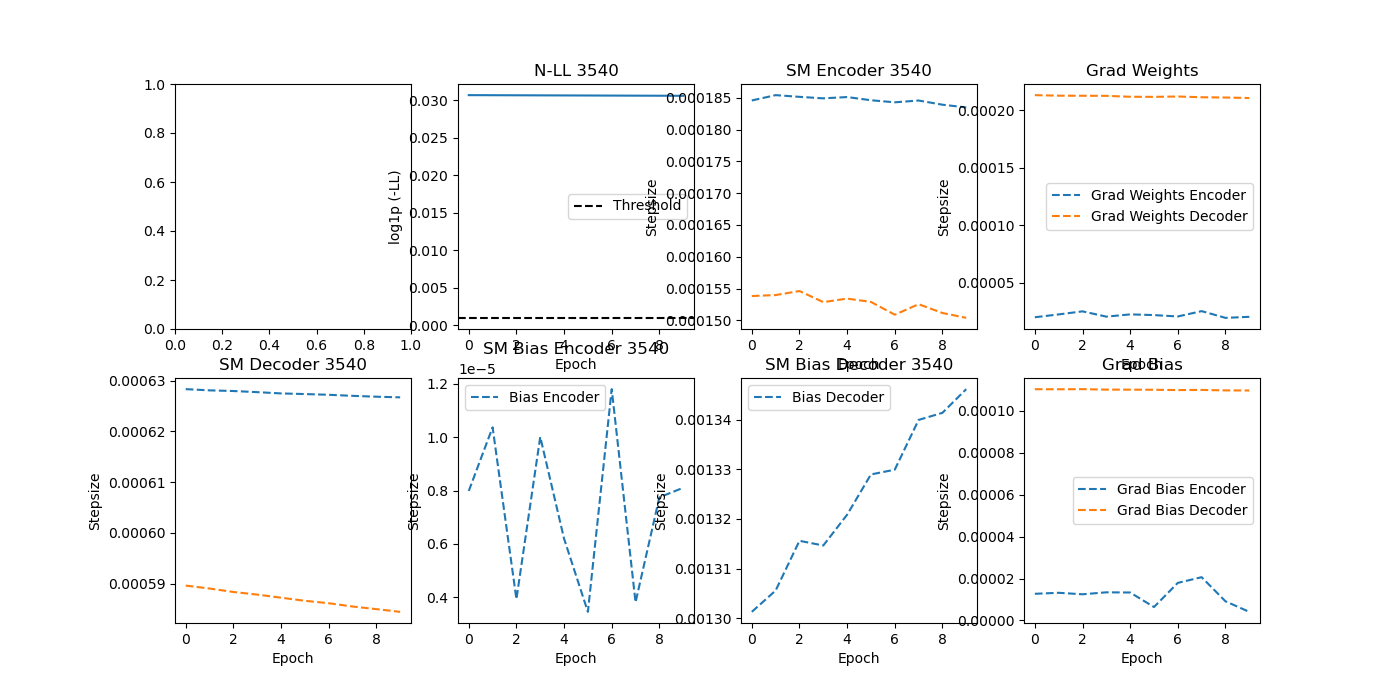 N-LL 3540
SM Encoder 3540
Grad Weights
1.0
0.8
0.6
0.4
0.2
0.0
0.0 0.2 0.4 0.6 0.8 1.0
log1p (-LL)
0.030
0.025
0.020
0.015
0.010
0.005
0.000
Threshold
0 2 4 6 8
Epoch
Stepsize
0.000185
0.000180
0.000175
0.000170
0.000165
0.000160
0.000155
0.000150
0 2 4 6 8
Epoch
Stepsize
0.00020
0.00015
0.00010
0.00005
Grad Weights Encoder
Grad Weights Decoder
0 2 4 6 8
Epoch
SM Decoder 3540
SM Bias Encoder 3540
SM Bias Decoder 3540
Grad Bias
Stepsize
0.00063
0.00062
0.00061
0.00060
0.00059
0 2 4 6 8
Epoch
Stepsize
1e−5
1.2
1.0
0.8
0.6
0.4
Bias Encoder
0 2 4 6 8
Epoch
Stepsize
0.00134
0.00133
0.00132
0.00131
0.00130
Bias Decoder
0 2 4 6 8
Epoch
Stepsize
0.00010
0.00008
0.00006
0.00004
0.00002
0.00000
Grad Bias Encoder
Grad Bias Decoder
0 2 4 6 8
Epoch